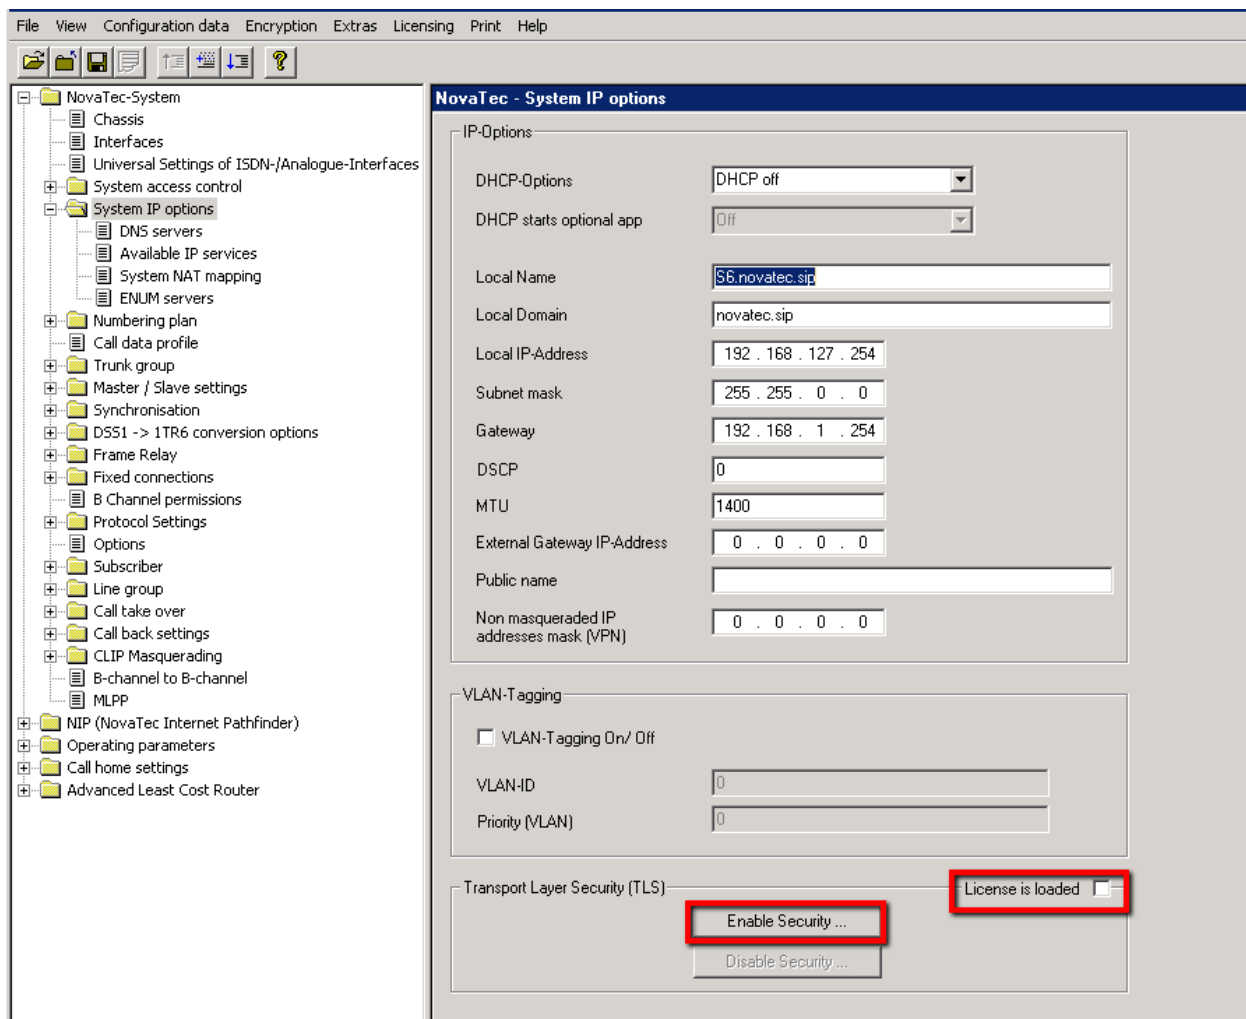 File View Configuration data Encryption Extras Licensing Print Help
NovaTec-System
Chassis
Interfaces
Universal Settings of ISDN-/Analogue-Interfaces
System access control
System IP options
DNS servers
Available IP services
System NAT mapping
ENUM servers
Numbering plan
Call data profile
Trunk group
Master / Slave settings
Synchronisation
DSS1 -> 1TR6 conversion options
Frame Relay
Fixed connections
B Channel permissions
Protocol Settings
Options
Subscriber
Line group
Call take over
Call back settings
CLIP Masquerading
B-channel to B-channel
MLPP
NIP (NovaTec Internet Pathfinder)
Operating parameters
Call home settings
Advanced Least Cost Router
NovaTec - System IP options
IP-Options
DHCP-Options DHCP off
DHCP starts optional app Off
Local Name S6.novatec.sip
Local Domain novatec.sip
Local IP-Address 192 . 168 . 127 . 254
Subnet mask 255 . 255 . 0 . 0
Gateway 192 . 168 . 1 . 254
DSCP 0
MTU 1400
External Gateway IP-Address 0 . 0 . 0 . 0
Public name
Non masqueraded IP
addresses mask (VPN) 0 . 0 . 0 . 0
VLAN-Tagging
VLAN-Tagging On/ Off
VLAN-ID 0
Priority (VLAN) 0
Transport Layer Security (TLS) License is loaded
Enable Security ...
Disable Security ...